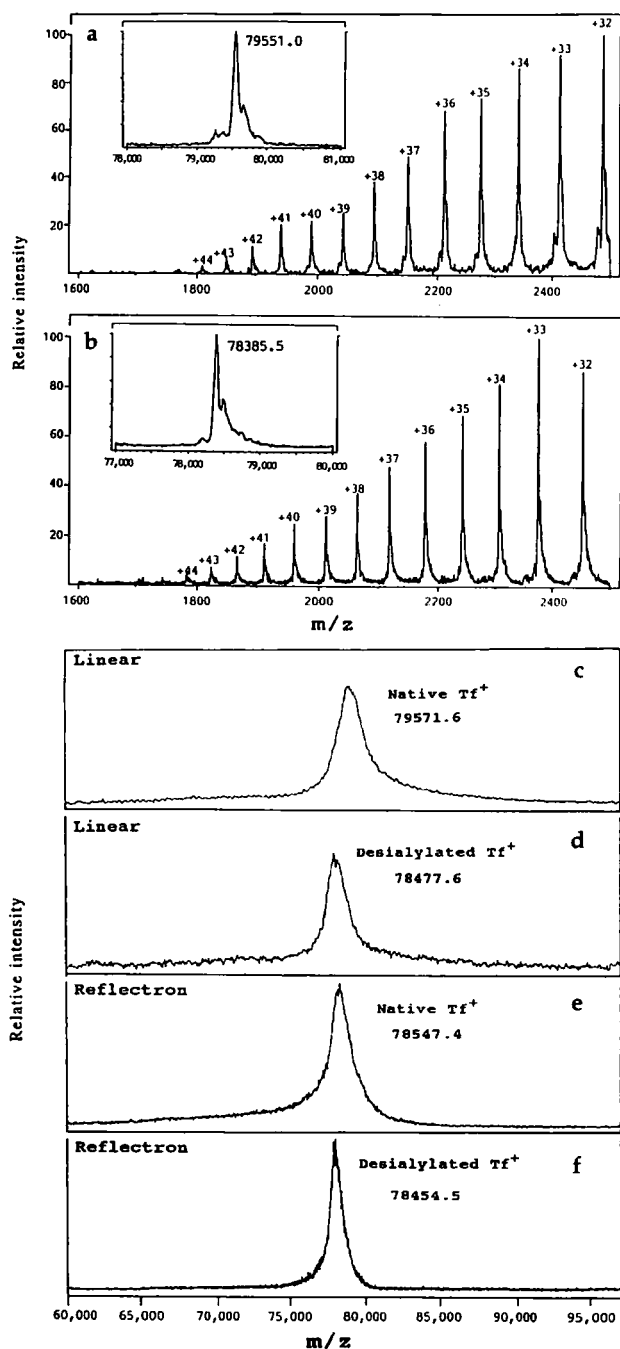 a
79551.0
100
80
60
40
20
78,000 79,000 80,000 81,000
+44 +43 +42 +41 +40 +39 +38 +37 +36 +35 +34 +33 +32
1600 1800 2000 2200 2400
Relative intensity
b
78385.5
100
80
60
40
20
77,000 78,000 79,000 80,000
+44 +43 +42 +41 +40 +39 +38 +37 +36 +35 +34 +33 +32
1600 1800 2000 2200 2400
m/z
Linear
c
Native Tf+
79571.6
Linear
d
Desialylated Tf+
78477.6
Relative intensity
Reflectron
e
Native Tf+
78547.4
Reflectron
f
Desialylated Tf+
78454.5
60,000 65,000 75,000 80,000 85,000 90,000 95,000
m/z